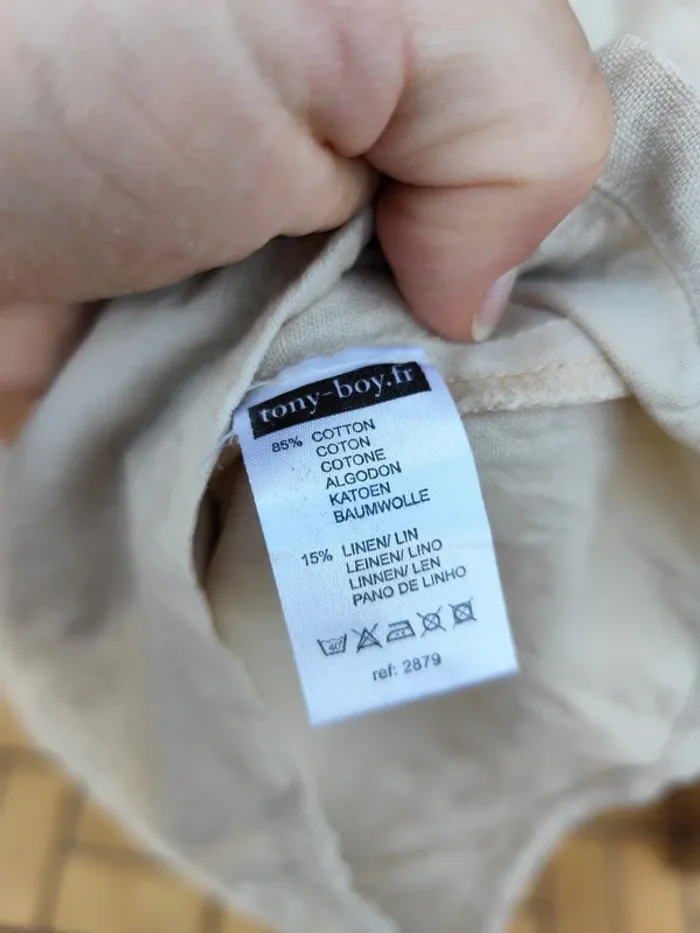 tony-boy.fr
85% COTTON
COTON
COTONE
ALGODON
KATOEN
BAUMWOLLE
15% LINEN/ LIN
LEINEN/ LINO
LINNEN/ LEN
PANO DE LINHO
40°
ref: 2879